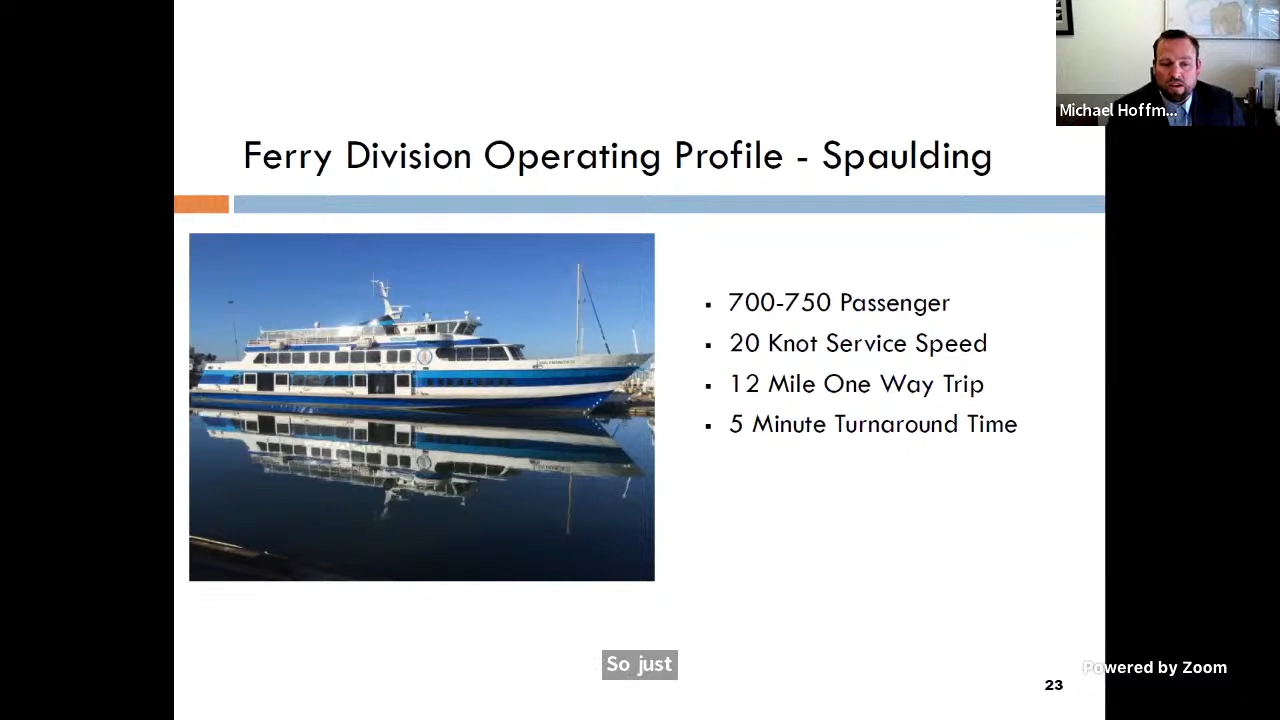 Michael Hoffm...
Ferry Division Operating Profile - Spaulding
▪ 700-750 Passenger
▪ 20 Knot Service Speed
▪ 12 Mile One Way Trip
▪ 5 Minute Turnaround Time
So just
Powered by Zoom
23